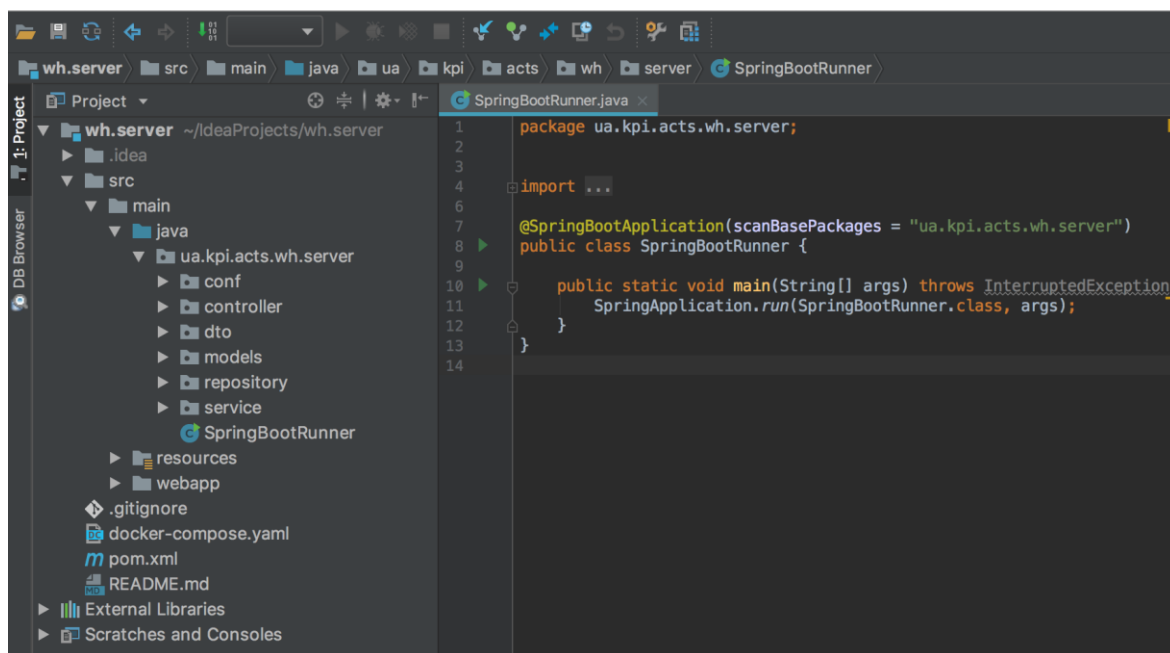 wh.server src main java ua kpi acts wh server SpringBootRunner
1: Project
DB Browser
Project
wh.server ~/IdeaProjects/wh.server
.idea
src
main
java
ua.kpi.acts.wh.server
conf
controller
dto
models
repository
service
SpringBootRunner
resources
webapp
.gitignore
docker-compose.yaml
pom.xml
README.md
External Libraries
Scratches and Consoles
SpringBootRunner.java
1 package ua.kpi.acts.wh.server;
2
3
4 import ...
6
7 @SpringBootApplication(scanBasePackages = "ua.kpi.acts.wh.server")
8 public class SpringBootRunner {
9
10 public static void main(String[] args) throws InterruptedException
11 SpringApplication.run(SpringBootRunner.class, args);
12 }
13 }
14